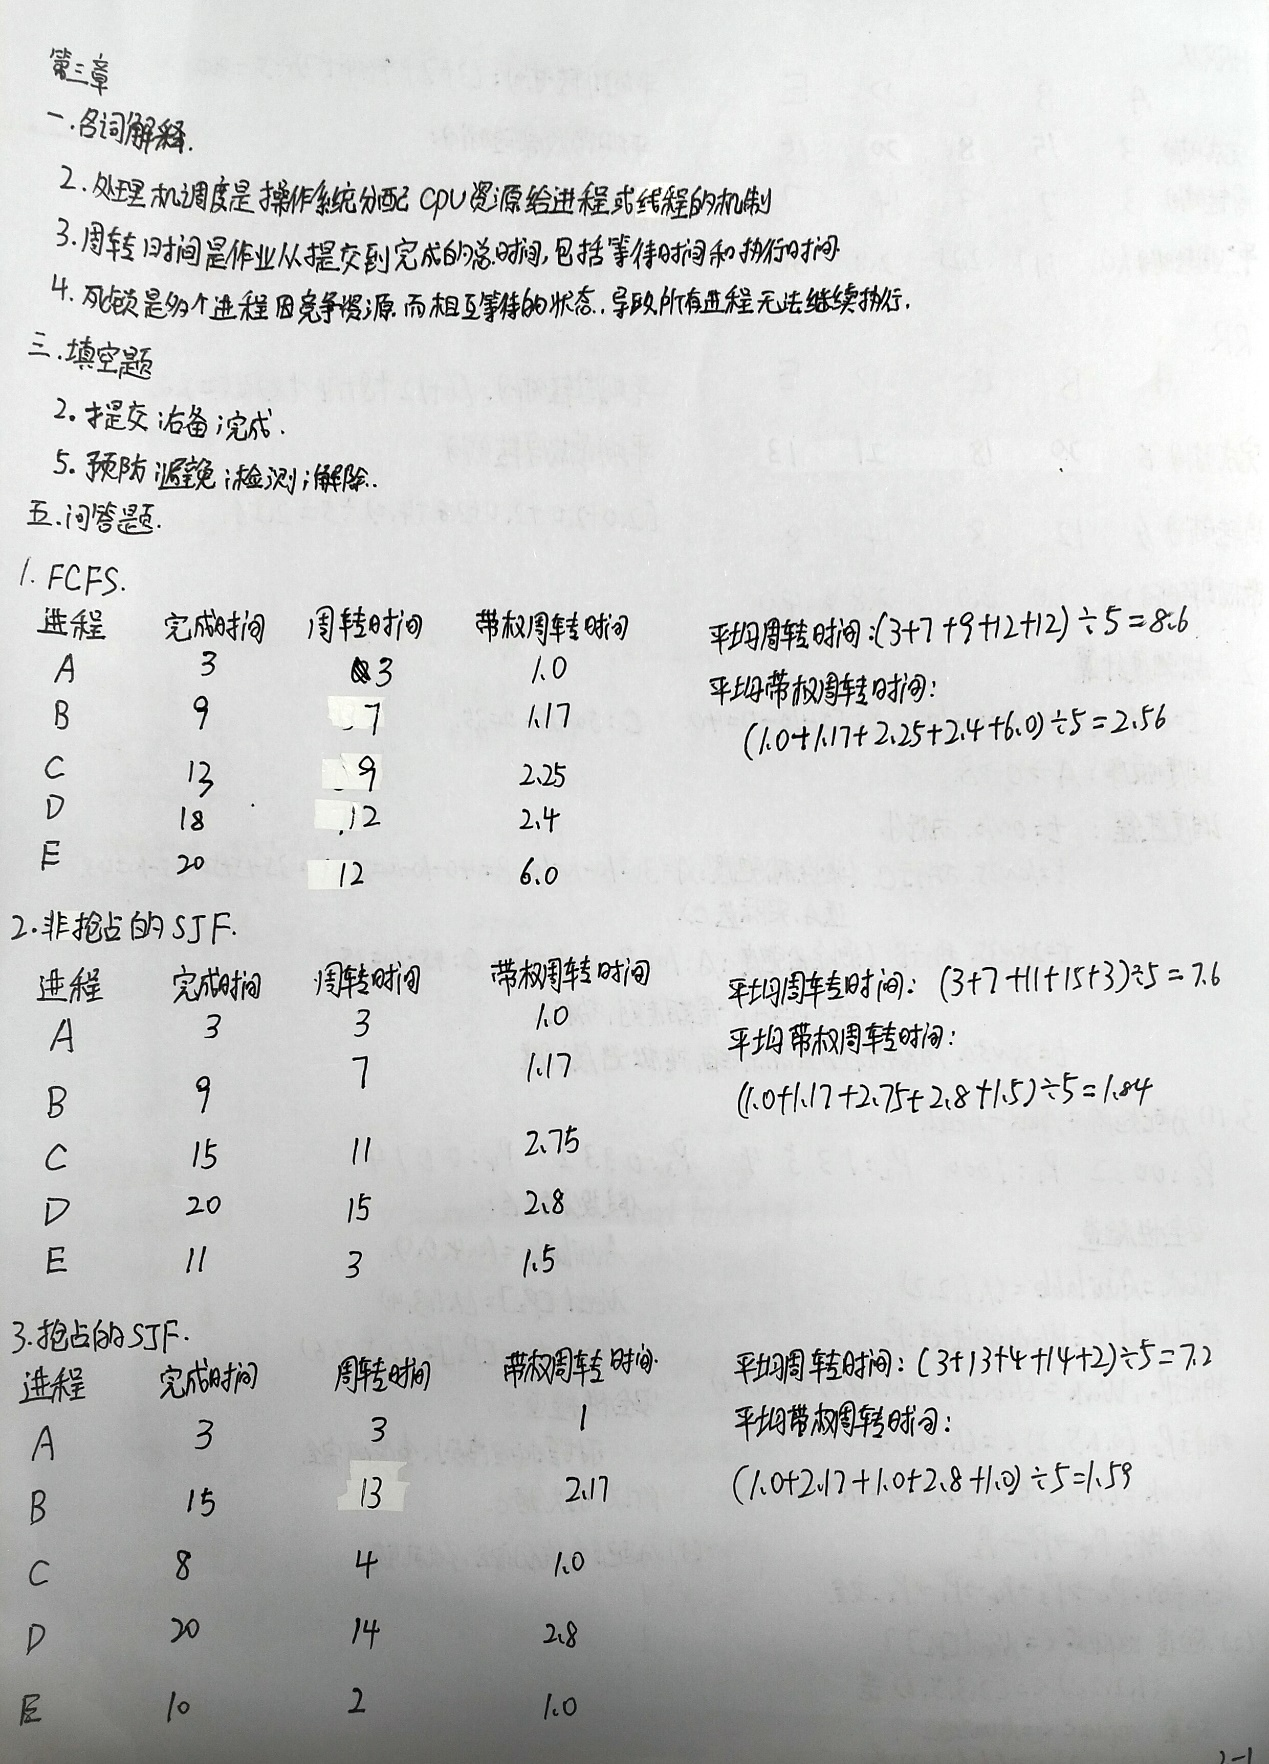 第三章
一.名词解释.
2.处理机调度是操作系统分配CPU资源给进程或线程的机制
3.周转时间是作业从提交到完成的总时间,包括等待时间和执行时间
4.死锁是多个进程因竞争资源而相互等待的状态.导致所有进程无法继续执行.
三.填空题
2.提交;后备;完成.
5.预防;避免;检测;解除.
五.问答题.
1.FCFS.
进程 完成时间 周转时间 带权周转时间 平均周转时间:(3+7+9+12+12)÷5=8.6
A 3 3 1.0 平均带权周转时间:
B 9 7 1.17 (1.0+1.17+2.25+2.4+6.0)÷5=2.56
C 13 9 2.25
D 18 12 2.4
E 20 12 6.0
2.非抢占的SJF.
进程 完成时间 周转时间 带权周转时间 平均周转时间:(3+7+11+15+3)÷5=7.6
A 3 3 1.0 平均带权周转时间:
B 9 7 1.17 (1.0+1.17+2.75+2.8+1.5)÷5=1.84
C 15 11 2.75
D 20 15 2.8
E 11 3 1.5
3.抢占的SJF.
进程 完成时间 周转时间 带权周转时间 平均周转时间:(3+13+4+14+2)÷5=7.2
A 3 3 1 平均带权周转时间:
B 15 13 2.17 (1.0+2.17+1.0+2.8+1.0)÷5=1.59
C 8 4 1.0
D 20 14 2.8
E 10 2 1.0